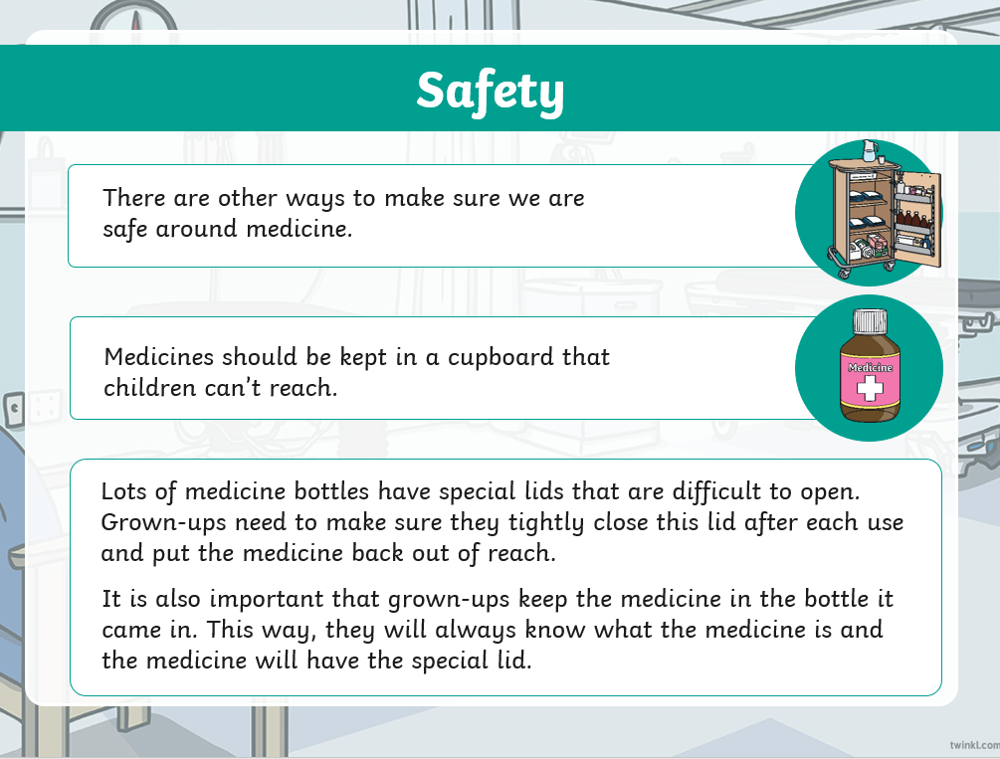 Safety
There are other ways to make sure we are
safe around medicine.
Medicines should be kept in a cupboard that
children can't reach.
Medicine
Lots of medicine bottles have special lids that are difficult to open.
Grown-ups need to make sure they tightly close this lid after each use
and put the medicine back out of reach.
It is also important that grown-ups keep the medicine in the bottle it
came in. This way, they will always know what the medicine is and
the medicine will have the special lid.
twinkl.com